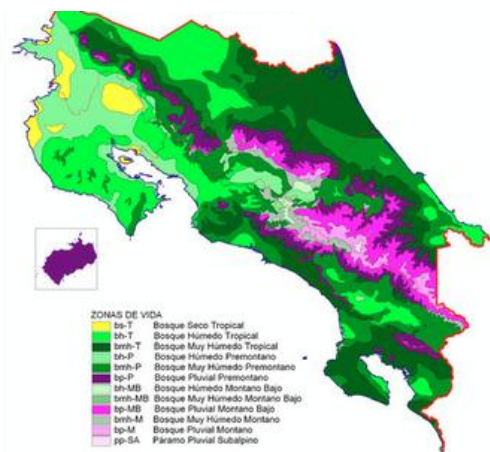 ZONAS DE VIDA
bs-T Bosque Seco Tropical
bh-T Bosque Húmedo Tropical
bmh-T Bosque Muy Húmedo Tropical
bh-P Bosque Húmedo Premontano
bmh-P Bosque Muy Húmedo Premontano
bp-P Bosque Pluvial Premontano
bh-MB Bosque Húmedo Montano Bajo
bmh-MB Bosque Muy Húmedo Montano Bajo
bp-MB Bosque Pluvial Montano Bajo
bmh-M Bosque Muy Húmedo Montano
bp-M Bosque Pluvial Montano
pp-SA Páramo Pluvial Subalpino